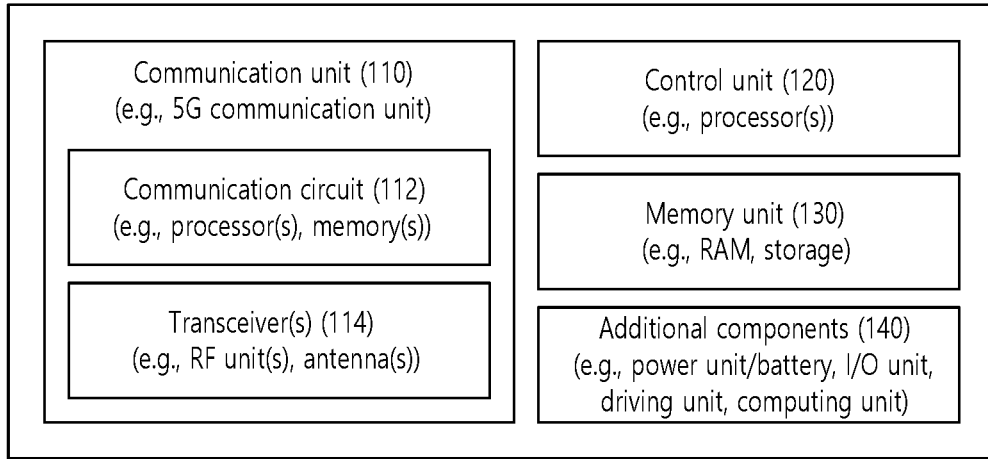 Communication unit (110)
(e.g., 5G communication unit)
Communication circuit (112)
(e.g., processor(s), memory(s))
Transceiver(s) (114)
(e.g., RF unit(s), antenna(s))
Control unit (120)
(e.g., processor(s))
Memory unit (130)
(e.g., RAM, storage)
Additional components (140)
(e.g., power unit/battery, I/O unit,
driving unit, computing unit)